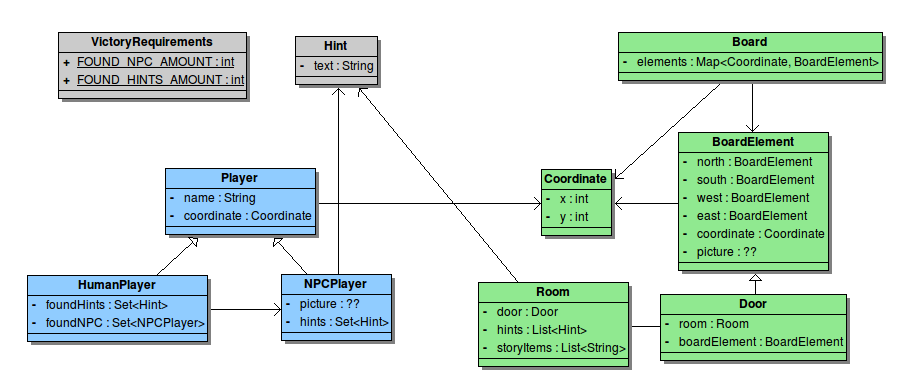 VictoryRequirements
+ FOUND_NPC_AMOUNT : int
+ FOUND_HINTS_AMOUNT : int
Hint
- text : String
Board
- elements : Map<Coordinate, BoardElement>
BoardElement
- north : BoardElement
- south : BoardElement
- west : BoardElement
- east : BoardElement
- coordinate : Coordinate
- picture : ??
Player
- name : String
- coordinate : Coordinate
Coordinate
- x : int
- y : int
HumanPlayer
- foundHints : Set<Hint>
- foundNPC : Set<NPCPlayer>
NPCPlayer
- picture : ??
- hints : Set<Hint>
Room
- door : Door
- hints : List<Hint>
- storyItems : List<String>
Door
- room : Room
- boardElement : BoardElement